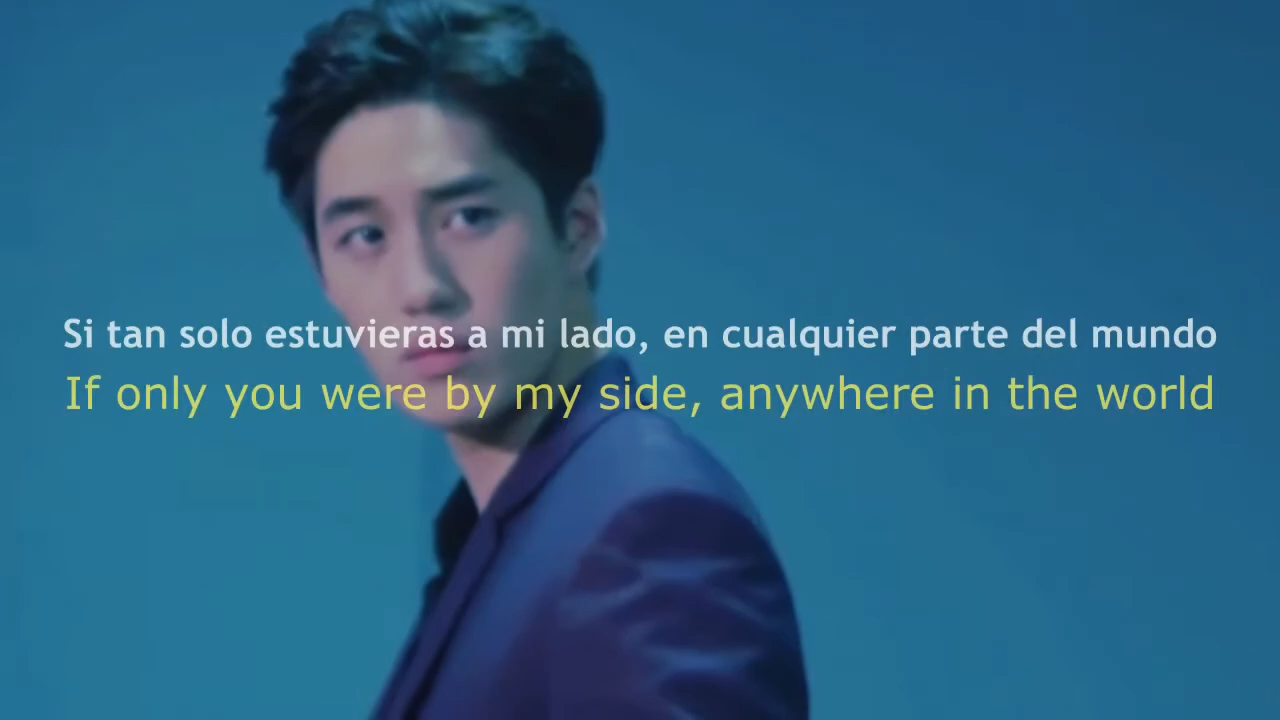 Si tan solo estuvieras a mi lado, en cualquier parte del mundo
If only you were by my side, anywhere in the world